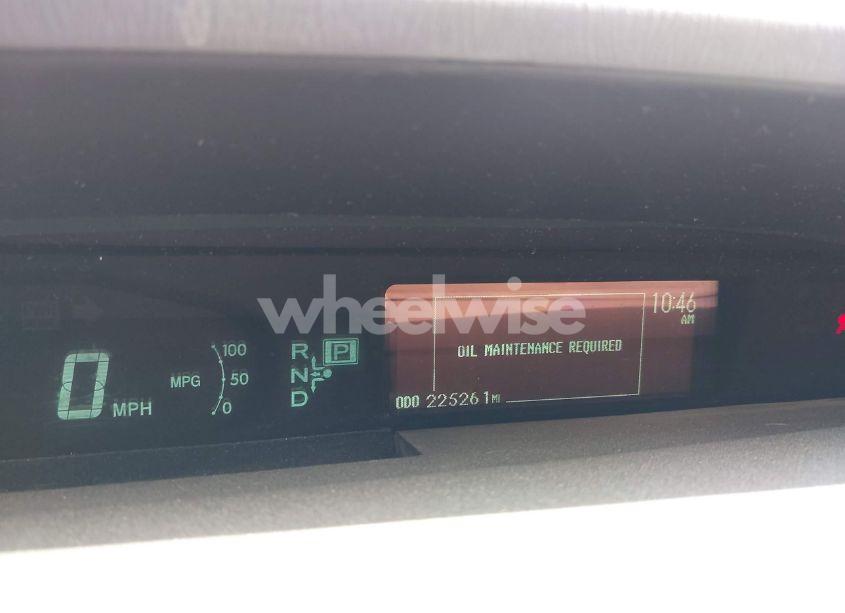 wheelwise
10:46
AM
OIL MAINTENANCE REQUIRED
ODO 225261 MI
0 MPH
MPG
100
50
0
R
N
D
P